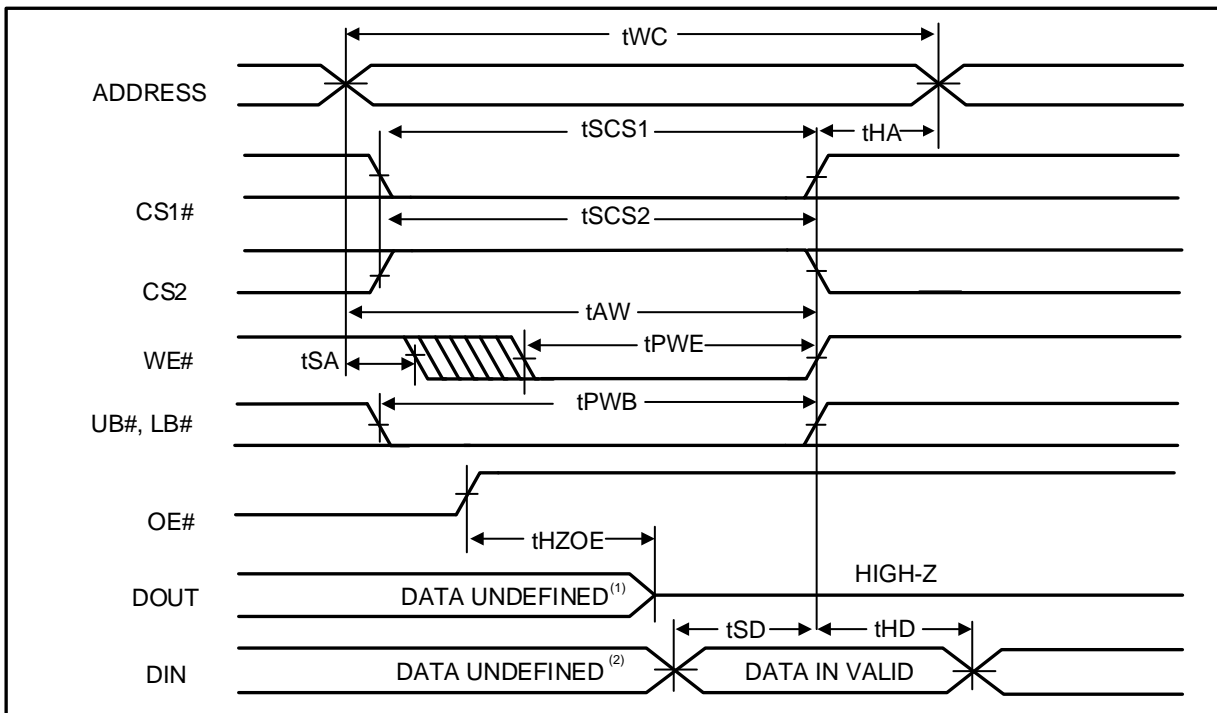 tWC
ADDRESS
tSCS1
tHA
CS1#
tSCS2
CS2
tAW
WE#
tSA
tPWE
tPWB
UB#, LB#
OE#
tHZOE
HIGH-Z
DOUT
DATA UNDEFINED(1)
tSD
tHD
DIN
DATA UNDEFINED (2)
DATA IN VALID